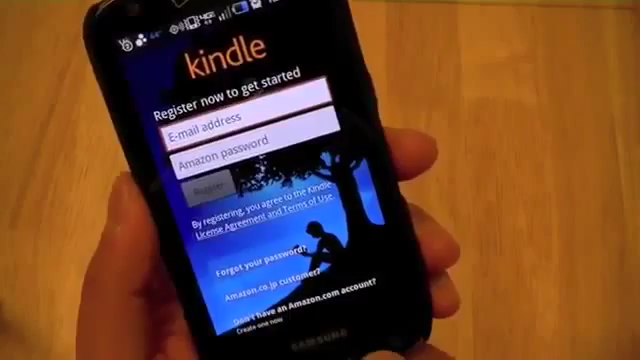 kindle
Register now to get started
E-mail address
Amazon password
Register
By registering, you agree to the Kindle
License Agreement and Terms of Use.
Forgot your password?
Amazon.co.jp customer?
Don't have an Amazon.com account?
Create one now
SAMSUNG